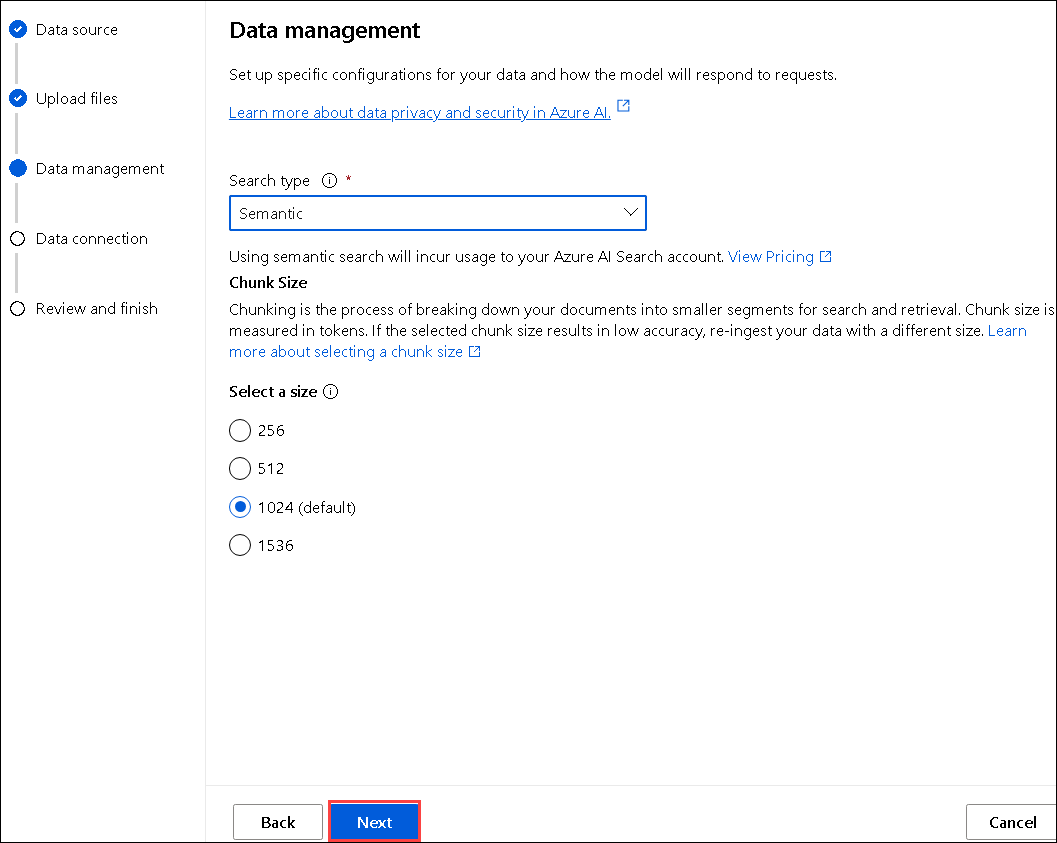 Data source
Upload files
Data management
Data connection
Review and finish
Data management
Set up specific configurations for your data and how the model will respond to requests.
Learn more about data privacy and security in Azure AI.
Search type *
Semantic
Using semantic search will incur usage to your Azure AI Search account. View Pricing
Chunk Size
Chunking is the process of breaking down your documents into smaller segments for search and retrieval. Chunk size is
measured in tokens. If the selected chunk size results in low accuracy, re-ingest your data with a different size. Learn
more about selecting a chunk size
Select a size
256
512
1024 (default)
1536
Back
Next
Cancel